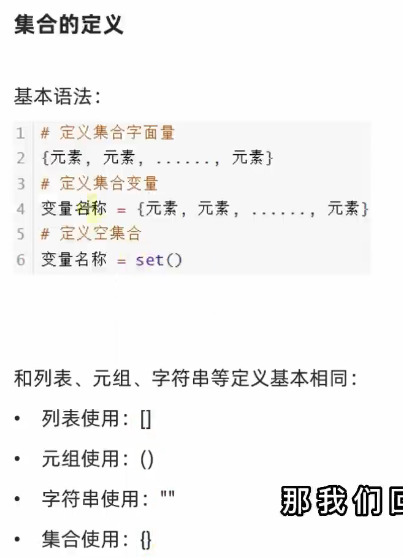 集合的定义
基本语法：
1 # 定义集合字面量
2 {元素, 元素, ......, 元素}
3 # 定义集合变量
4 变量名称 = {元素, 元素, ......, 元素}
5 # 定义空集合
6 变量名称 = set()
和列表、元组、字符串等定义基本相同：
• 列表使用：[]
• 元组使用：()
• 字符串使用：""
• 集合使用：{}
那我们回